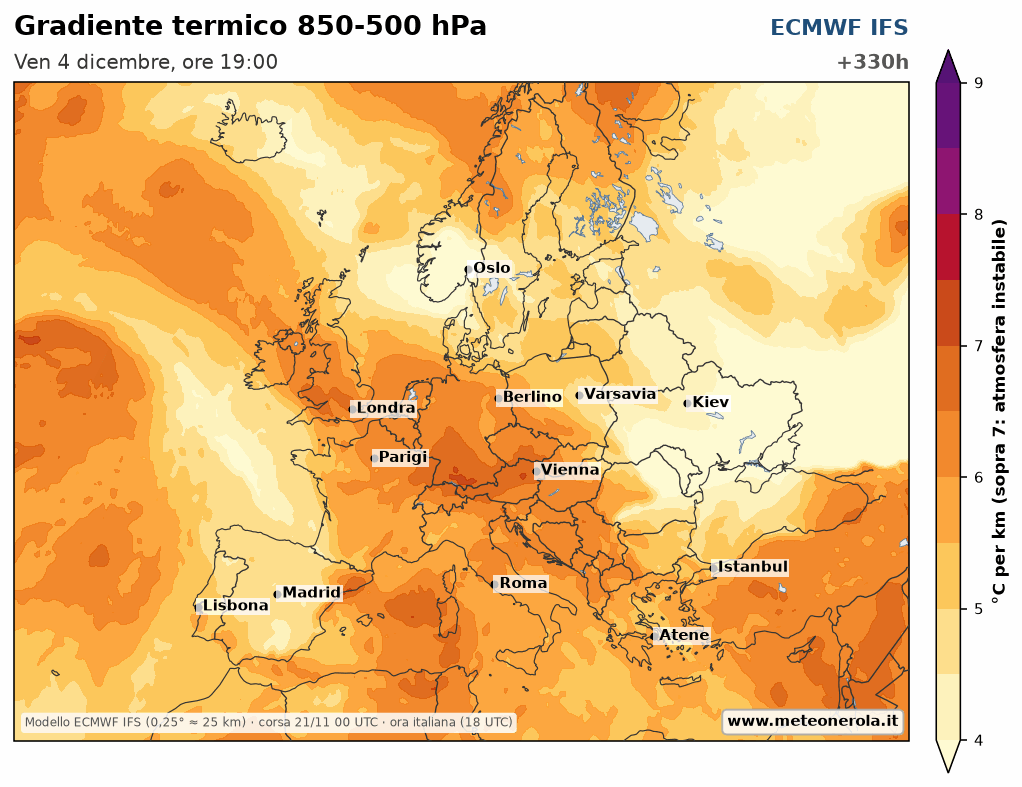 Gradiente termico 850-500 hPa
ECMWF IFS
Ven 4 dicembre, ore 19:00
+330h
9
8
7
6
5
4
°C per km (sopra 7: atmosfera instabile)
Oslo
Berlino
Varsavia
Kiev
Londra
Parigi
Vienna
Istanbul
Roma
Madrid
Lisbona
Atene
Modello ECMWF IFS (0,25° ≈ 25 km) · corsa 21/11 00 UTC · ora italiana (18 UTC)
www.meteonerola.it